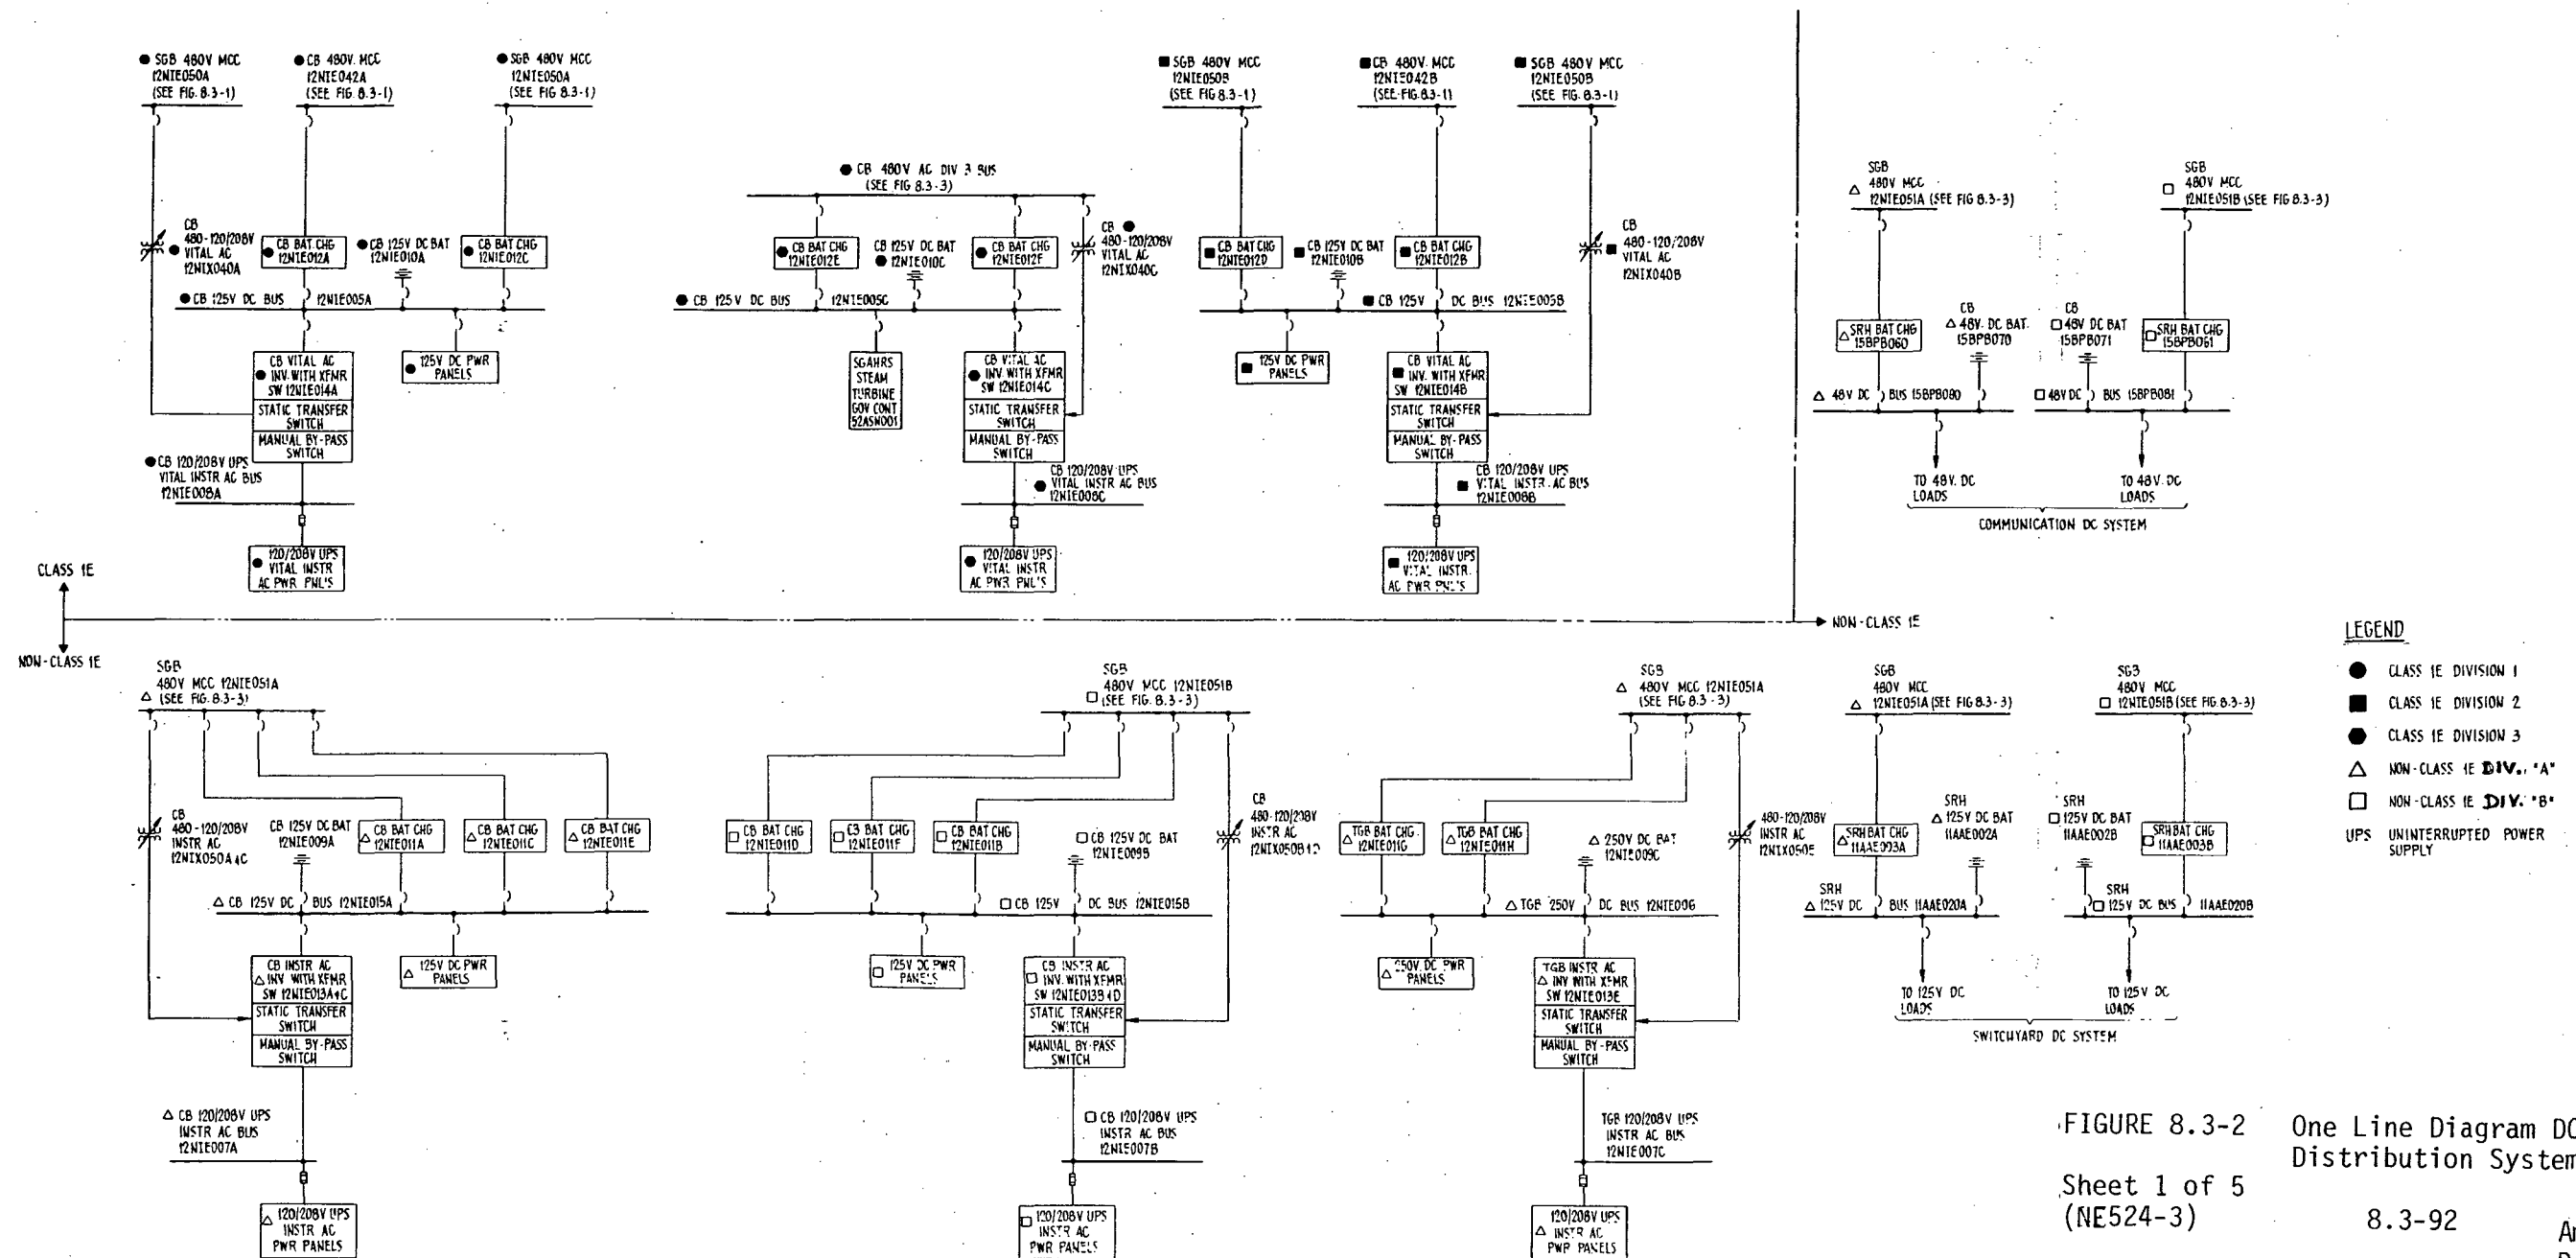 ● SGB 480V MCC
12NIE050A
(SEE FIG. 8.3-1)
● CB 480V. MCC
12NIE042A
(SEE FIG. 8.3-1)
● SGB 480V MCC
12NIE050A
(SEE FIG. 8.3-1)
CB
480-120/208V
● VITAL AC
12NIX040A
● CB BAT CHG
12NIE012A
● CB 125V DC BAT
12NIE010A
● CB BAT CHG
12NIE012C
● CB 125V DC BUS 12NIE005A
CB VITAL AC
● INV. WITH XFMR
SW 12NIE014A
STATIC TRANSFER
SWITCH
MANUAL BY-PASS
SWITCH
● 125V DC PWR
PANELS
● CB 120/208V UPS
VITAL INSTR AC BUS
12NIE008A
● 120/208V UPS
VITAL INSTR
AC PWR PNL'S
⬢ CB 480V AC DIV 3 BUS
(SEE FIG 8.3-3)
⬢ CB BAT CHG
12NIE012E
CB 125V DC BAT
⬢ 12NIE010C
⬢ CB BAT CHG
12NIE012F
CB ⬢
480-120/208V
VITAL AC
12NIX040C
⬢ CB 125V DC BUS 12NIE005C
SGAHRS
STEAM
TURBINE
GOV CONT
52ASN001
CB VITAL AC
⬢ INV. WITH XFMR
SW 12NIE014C
STATIC TRANSFER
SWITCH
MANUAL BY-PASS
SWITCH
CB 120/208V UPS
⬢ VITAL INSTR AC BUS
12NIE008C
⬢ 120/208V UPS
VITAL INSTR
AC PWR PNL'S
■ SGB 480V MCC
12NIE050B
(SEE FIG 8.3-1)
■ CB 480V. MCC
12NIE042B
(SEE FIG.8.3-1)
■ SGB 480V MCC
12NIE050B
(SEE FIG. 8.3-1)
■ CB BAT CHG
12NIE012D
■ CB 125V DC BAT
12NIE010B
■ CB BAT CHG
12NIE012B
CB
480-120/208V
■ VITAL AC
12NIX040B
■ CB 125V DC BUS 12NIE005B
■ 125V DC PWR
PANELS
CB VITAL AC
■ INV. WITH XFMR
SW 12NIE014B
STATIC TRANSFER
SWITCH
MANUAL BY-PASS
SWITCH
CB 120/208V UPS
■ VITAL INSTR. AC BUS
12NIE008B
■ 120/208V UPS
VITAL INSTR.
AC PWR PNL'S
SGB
△ 480V MCC
12NIE051A (SEE FIG 8.3-3)
SGB
□ 480V MCC
12NIE051B (SEE FIG 8.3-3)
△ SRH BAT CHG
15BPB060
CB
△ 48V. DC BAT.
15BPB070
CB
□ 48V DC BAT
15BPB071
□ SRH BAT CHG
15BPB061
△ 48V DC BUS 15BPB080
□ 48V DC BUS 15BPB081
TO 48V. DC
LOADS
TO 48V. DC
LOADS
COMMUNICATION DC SYSTEM
CLASS 1E
NON-CLASS 1E
NON-CLASS 1E
SGB
480V MCC 12NIE051A
△ (SEE FIG. 8.3-3)
CB
480-120/208V
INSTR AC
12NIX050A&C
CB 125V DC BAT
12NIE009A
△ CB BAT CHG
12NIE011A
△ CB BAT CHG
12NIE011C
△ CB BAT CHG
12NIE011E
△ CB 125V DC BUS 12NIE015A
CB INSTR AC
△ INV WITH XFMR
SW 12NIE013A&C
STATIC TRANSFER
SWITCH
MANUAL BY-PASS
SWITCH
△ 125V DC PWR
PANELS
△ CB 120/208V UPS
INSTR AC BUS
12NIE007A
△ 120/208V UPS
INSTR AC
PWR PANELS
SGB
480V MCC 12NIE051B
□ (SEE FIG. 8.3-3)
□ CB BAT CHG
12NIE011D
□ CB BAT CHG
12NIE011F
□ CB BAT CHG
12NIE011B
□ CB 125V DC BAT
12NIE009B
CB
480-120/208V
INSTR AC
12NIX050B&D
□ CB 125V DC BUS 12NIE015B
□ 125V DC PWR
PANELS
CB INSTR AC
□ INV. WITH XFMR
SW 12NIE013B&D
STATIC TRANSFER
SWITCH
MANUAL BY-PASS
SWITCH
□ CB 120/208V UPS
INSTR AC BUS
12NIE007B
□ 120/208V UPS
INSTR AC
PWR PANELS
SGB
△ 480V MCC 12NIE051A
(SEE FIG 8.3-3)
△ TGB BAT CHG.
12NIE011G
△ TGB BAT CHG
12NIE011H
△ 250V DC BAT
12NIE009C
480-120/208V
INSTR AC
12NIX050E
△ TGB 250V DC BUS 12NIE006
△ 250V. DC PWR
PANELS
TGB INSTR AC
△ INV WITH XFMR
SW 12NIE013E
STATIC TRANSFER
SWITCH
MANUAL BY-PASS
SWITCH
TGB 120/208V UPS
INSTR AC BUS
12NIE007C
120/208V UPS
△ INSTR AC
PWR PANELS
SGB
480V MCC
△ 12NIE051A (SEE FIG 8.3-3)
SGB
480V MCC
□ 12NIE051B (SEE FIG. 8.3-3)
△ SRH BAT CHG
11AAE003A
SRH
△ 125V DC BAT
11AAE002A
SRH
□ 125V DC BAT
11AAE002B
□ SRH BAT CHG
11AAE003B
SRH
△ 125V DC BUS 11AAE020A
SRH
□ 125V DC BUS 11AAE020B
TO 125V DC
LOADS
TO 125V DC
LOADS
SWITCHYARD DC SYSTEM
LEGEND
● CLASS 1E DIVISION 1
■ CLASS 1E DIVISION 2
⬢ CLASS 1E DIVISION 3
△ NON-CLASS 1E DIV.. "A"
□ NON-CLASS 1E DIV. "B"
UPS UNINTERRUPTED POWER
SUPPLY
FIGURE 8.3-2 One Line Diagram DC
Distribution System
Sheet 1 of 5
(NE524-3)
8.3-92